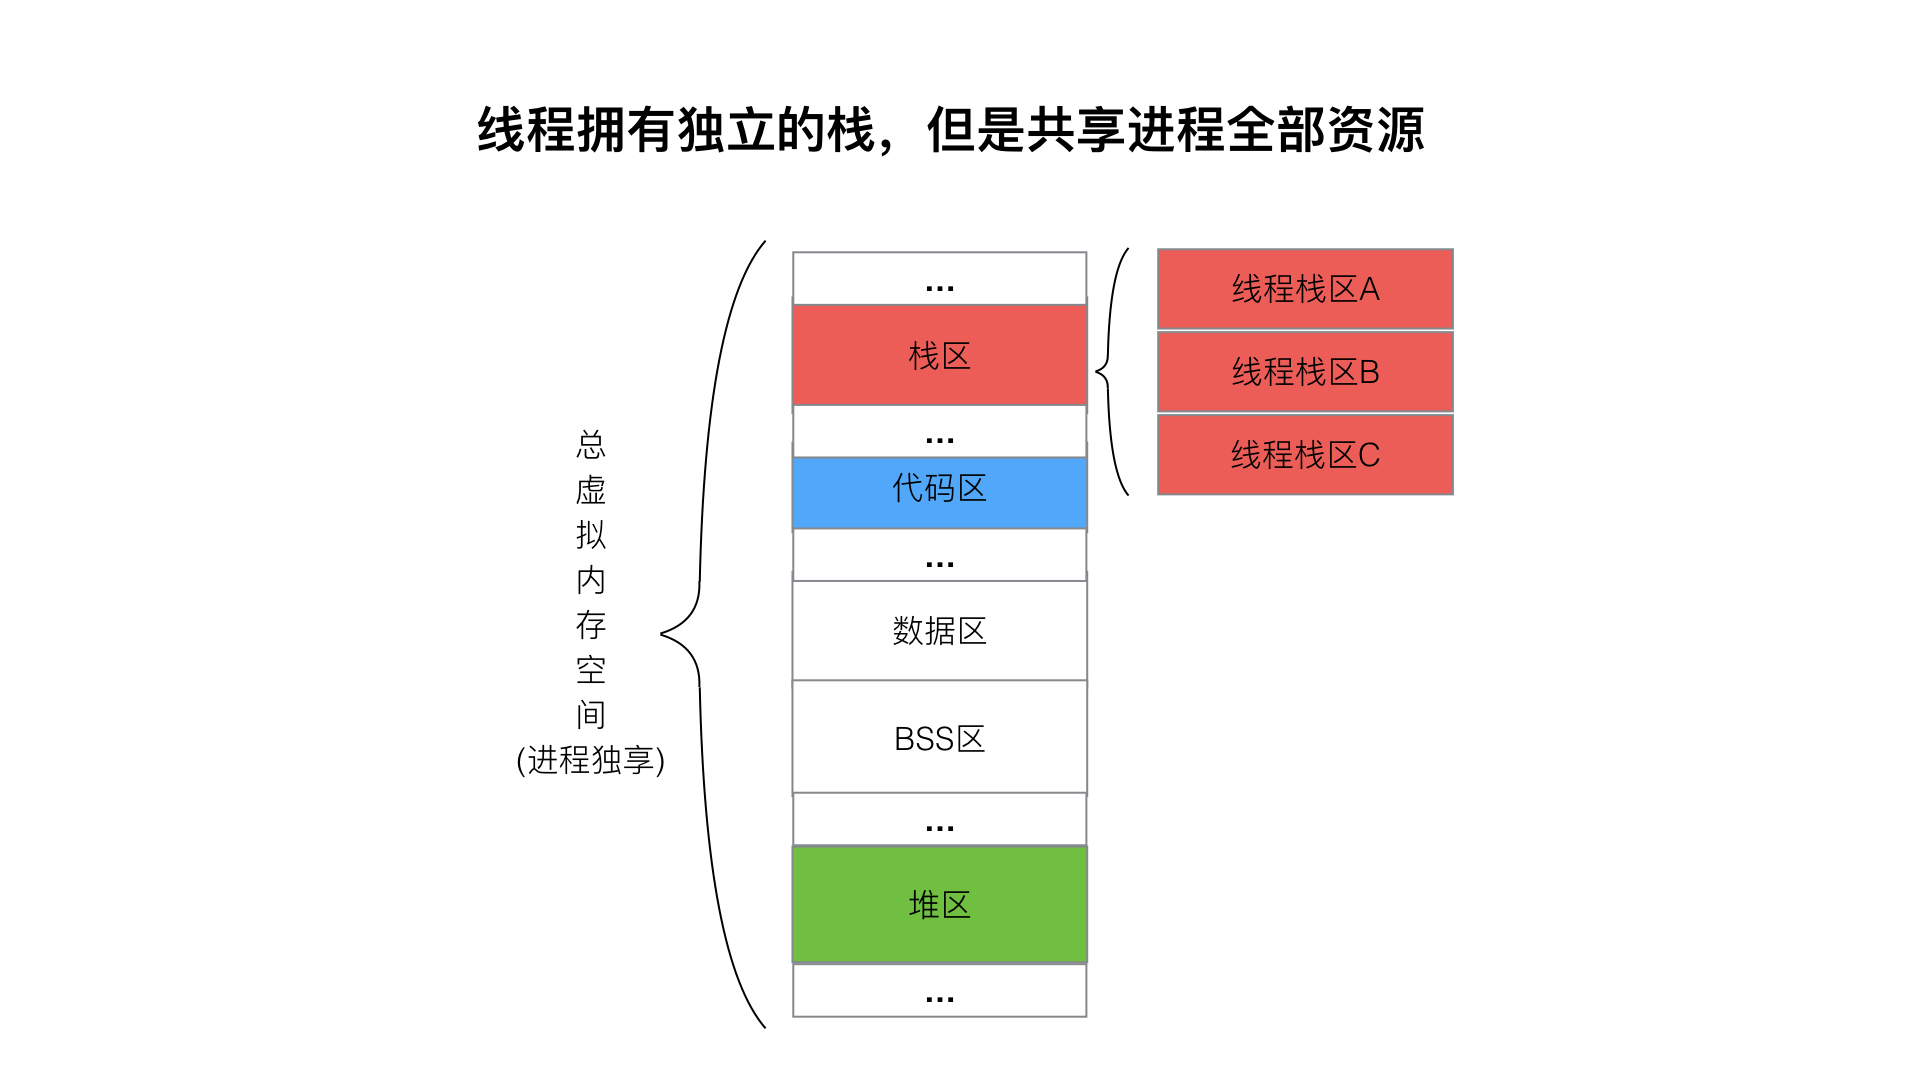 线程拥有独立的栈，但是共享进程全部资源
总
虚
拟
内
存
空
间
(进程独享)
...
栈区
...
代码区
...
数据区
BSS区
...
堆区
...
线程栈区A
线程栈区B
线程栈区C